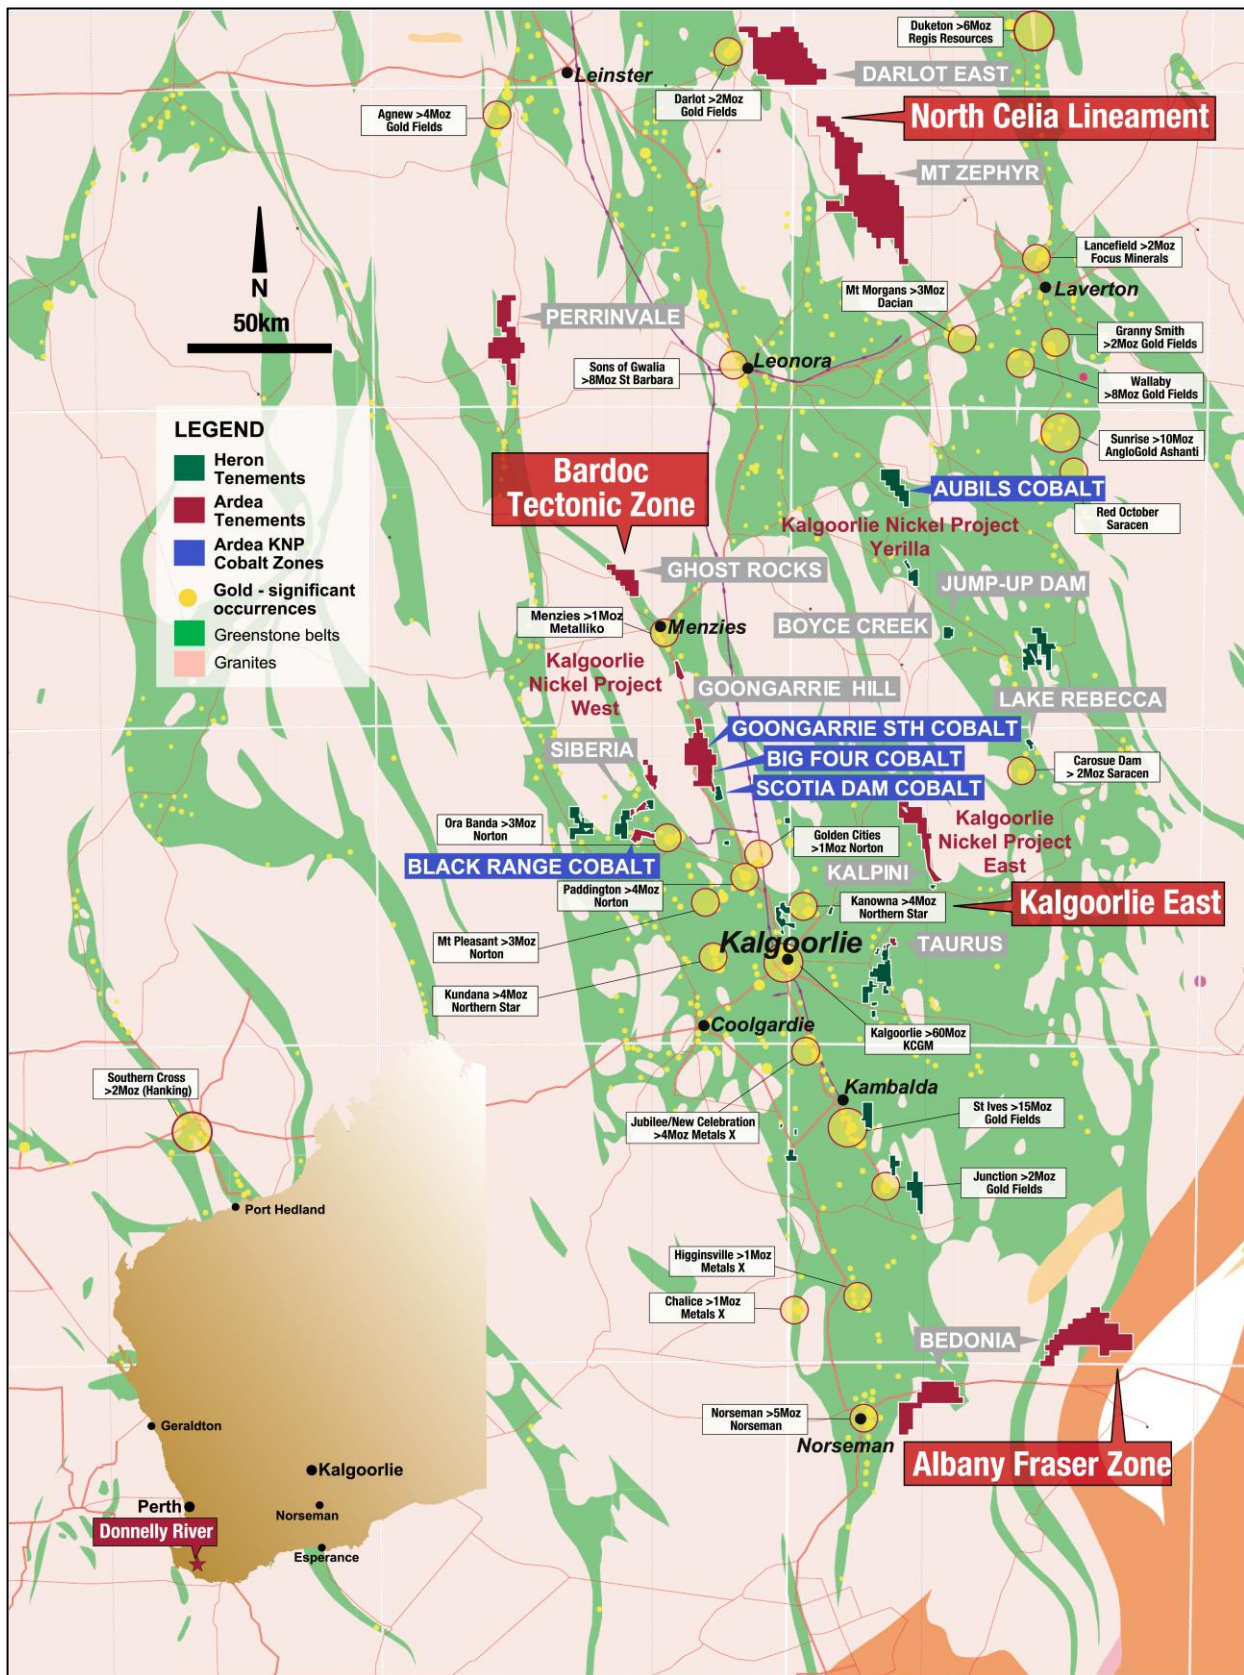 Duketon >6Moz
Regis Resources
Leinster
DARLOT EAST
Darlot >2Moz
Gold Fields
Agnew >4Moz
Gold Fields
North Celia Lineament
MT ZEPHYR
N
50km
Lancefield >2Moz
Focus Minerals
Mt Morgans >3Moz
Dacian
Laverton
PERRINVALE
Granny Smith
>2Moz Gold Fields
Sons of Gwalia
>8Moz St Barbara
Leonora
Wallaby
>8Moz Gold Fields
LEGEND
Heron
Tenements
Ardea
Tenements
Ardea KNP
Cobalt Zones
Gold - significant
occurrences
Greenstone belts
Granites
Sunrise >10Moz
AngloGold Ashanti
Bardoc
Tectonic Zone
AUBILS COBALT
Red October
Saracen
Kalgoorlie Nickel Project
Yerilla
GHOST ROCKS
JUMP-UP DAM
BOYCE CREEK
Menzies >1Moz
Metalliko
Menzies
Kalgoorlie
Nickel Project
West
GOONGARRIE HILL
LAKE REBECCA
GOONGARRIE STH COBALT
SIBERIA
BIG FOUR COBALT
Carosue Dam
> 2Moz Saracen
SCOTIA DAM COBALT
Ora Banda >3Moz
Norton
Golden Cities
>1Moz Norton
Kalgoorlie
Nickel Project
East
BLACK RANGE COBALT
KALPINI
Paddington >4Moz
Norton
Kanowna >4Moz
Northern Star
Kalgoorlie East
Mt Pleasant >3Moz
Norton
Kalgoorlie
TAURUS
Kundana >4Moz
Northern Star
Coolgardie
Kalgoorlie >60Moz
KCGM
Southern Cross
>2Moz (Hanking)
Kambalda
Jubilee/New Celebration
>4Moz Metals X
St Ives >15Moz
Gold Fields
Junction >2Moz
Gold Fields
Port Hedland
Higginsville >1Moz
Metals X
Chalice >1Moz
Metals X
BEDONIA
Norseman >5Moz
Norseman
Norseman
Albany Fraser Zone
Geraldton
Kalgoorlie
Perth
Norseman
Donnelly River
Esperance